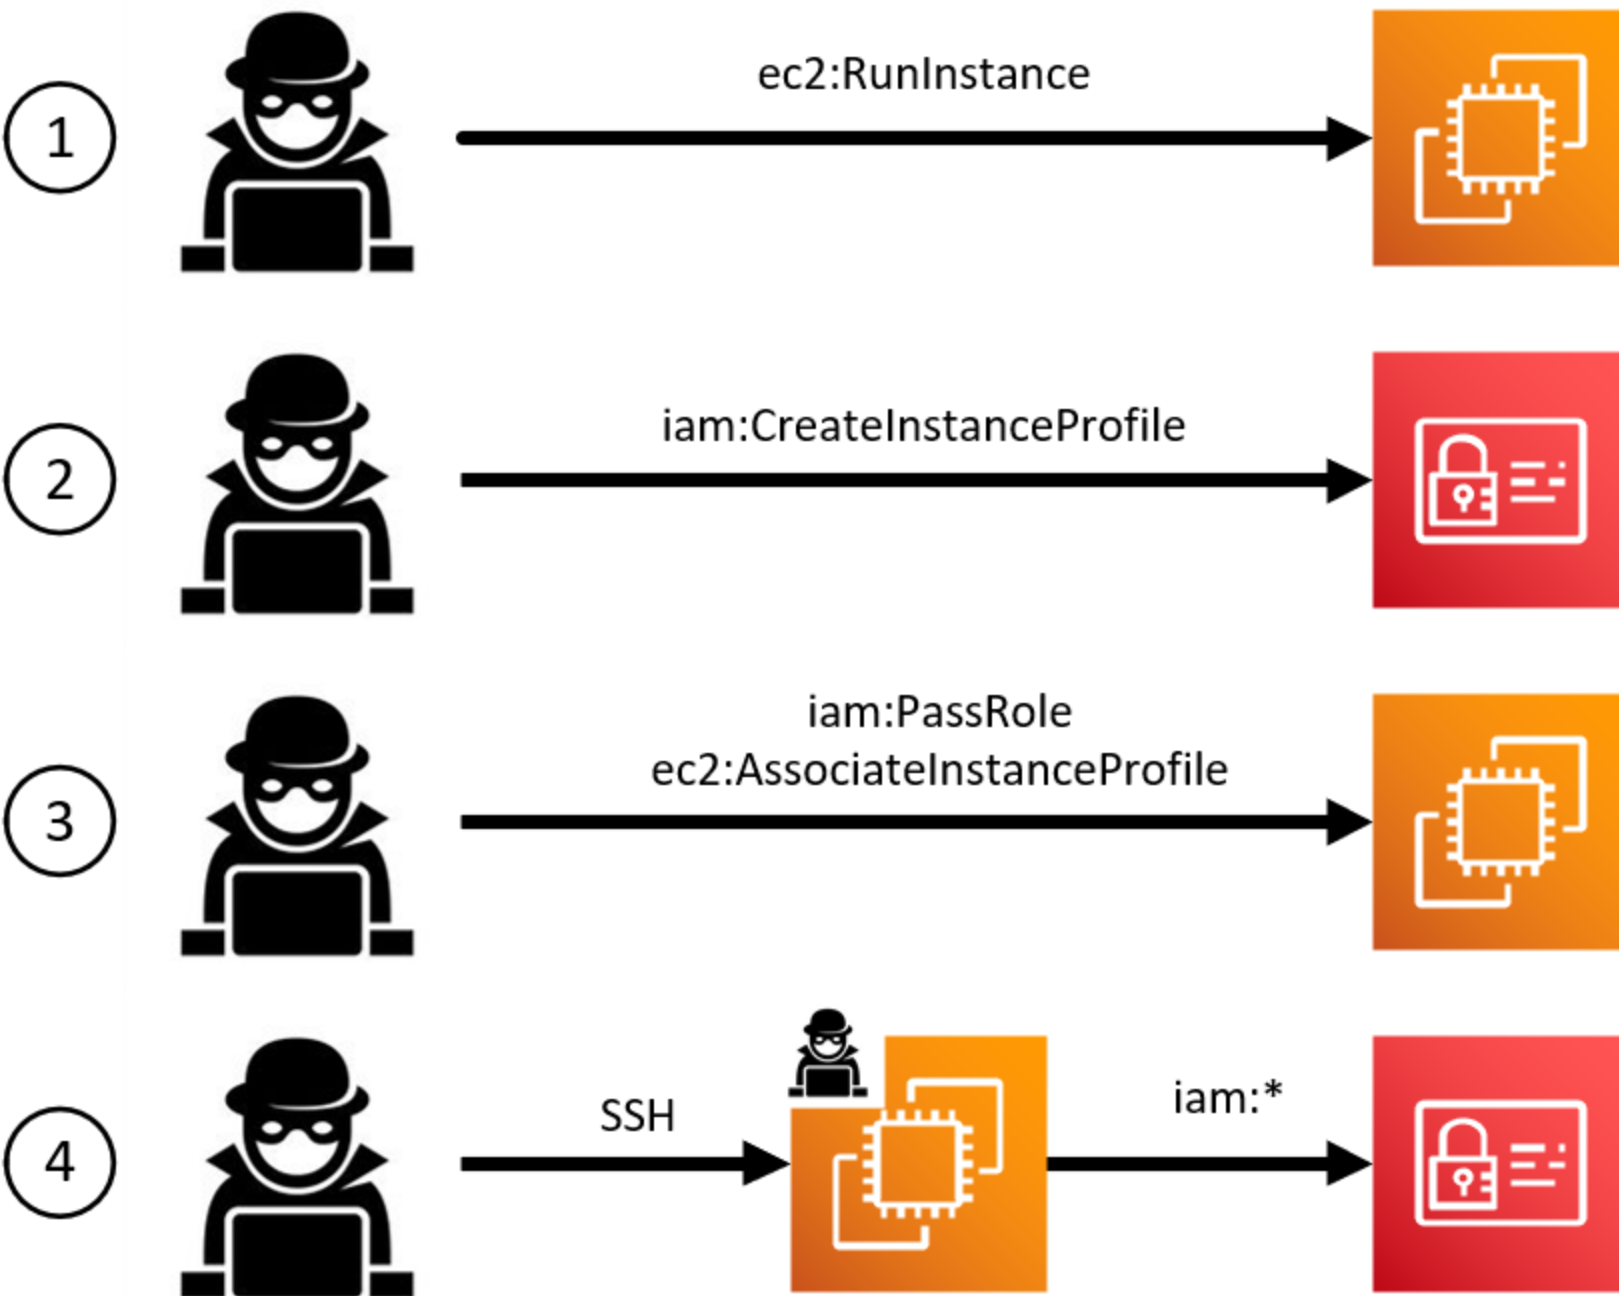 1
ec2:RunInstance
2
iam:CreateInstanceProfile
3
iam:PassRole
ec2:AssociateInstanceProfile
4
SSH
iam:*